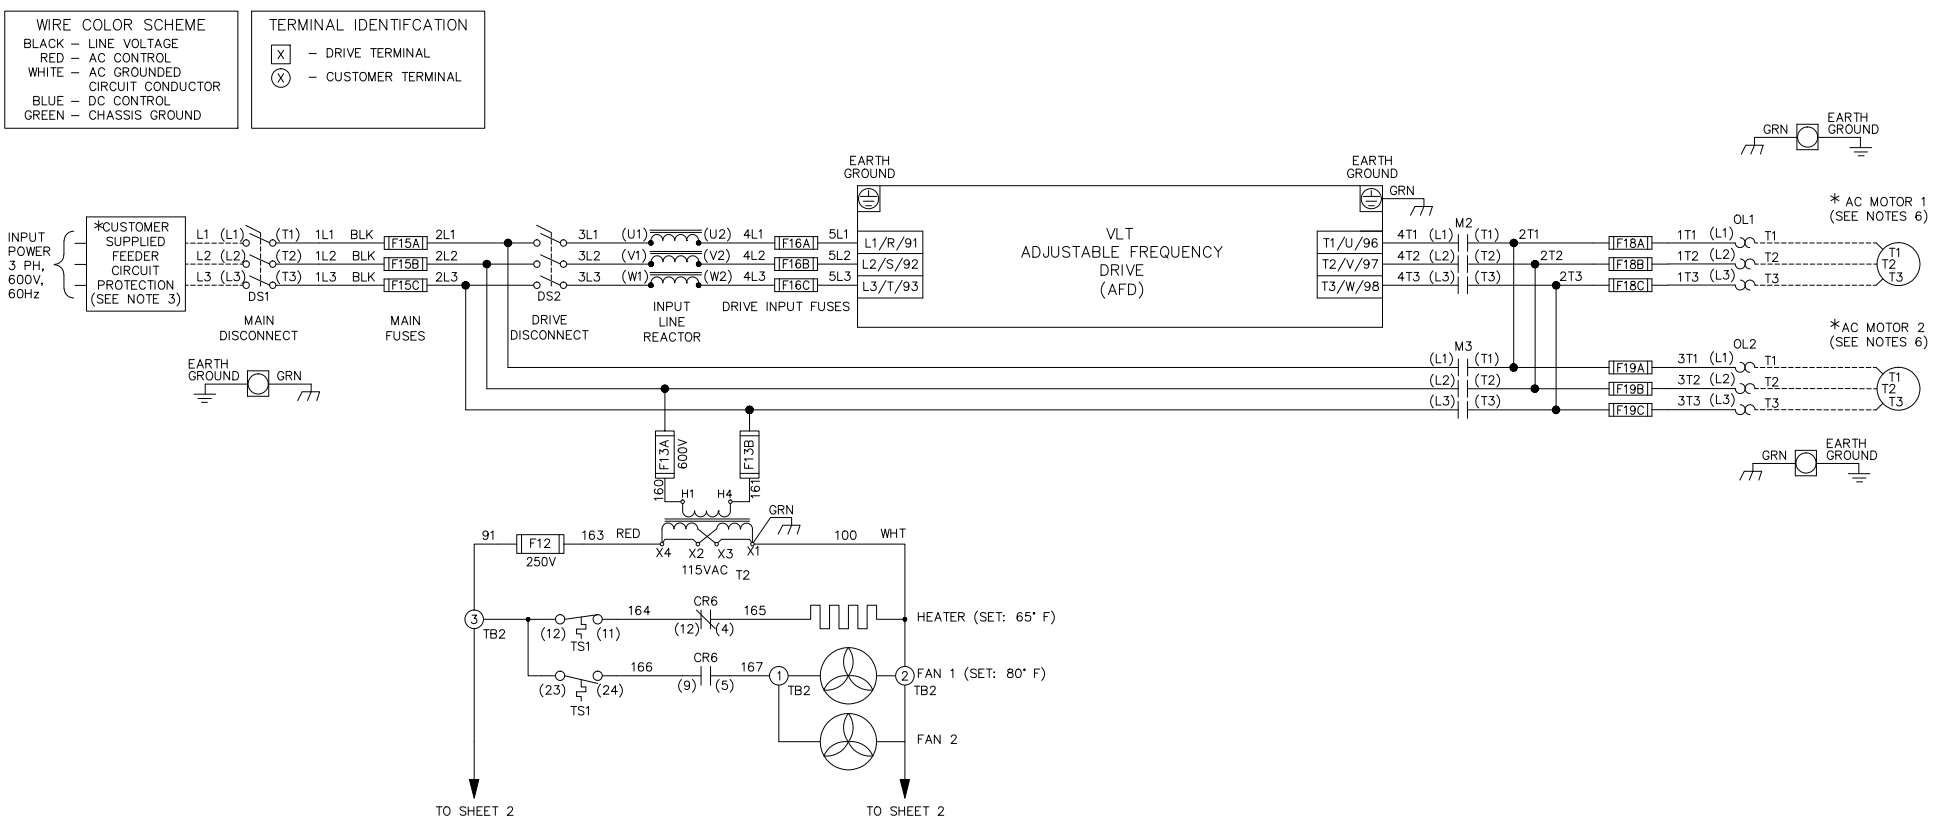 WIRE COLOR SCHEME
BLACK – LINE VOLTAGE
RED – AC CONTROL
WHITE – AC GROUNDED
CIRCUIT CONDUCTOR
BLUE – DC CONTROL
GREEN – CHASSIS GROUND
TERMINAL IDENTIFCATION
X – DRIVE TERMINAL
X – CUSTOMER TERMINAL
INPUT
POWER
3 PH,
600V,
60Hz
*CUSTOMER
SUPPLIED
FEEDER
CIRCUIT
PROTECTION
(SEE NOTE 3)
L1 (L1) (T1) 1L1 BLK F15A 2L1 3L1 (U1) (U2) 4L1 F16A 5L1 L1/R/91
L2 (L2) (T2) 1L2 BLK F15B 2L2 3L2 (V1) (V2) 4L2 F16B 5L2 L2/S/92
L3 (L3) (T3) 1L3 BLK F15C 2L3 3L3 (W1) (W2) 4L3 F16C 5L3 L3/T/93
DS1
MAIN
DISCONNECT
MAIN
FUSES
DS2
DRIVE
DISCONNECT
INPUT
LINE
REACTOR
DRIVE INPUT FUSES
EARTH
GROUND
GRN
EARTH
GROUND
VLT
ADJUSTABLE FREQUENCY
DRIVE
(AFD)
EARTH
GROUND
GRN
M2
T1/U/96 4T1 (L1) (T1) 2T1 F18A 1T1 (L1) T1
T2/V/97 4T2 (L2) (T2) 2T2 F18B 1T2 (L2) T2
T3/W/98 4T3 (L3) (T3) 2T3 F18C 1T3 (L3) T3
OL1
GRN
EARTH
GROUND
* AC MOTOR 1
(SEE NOTES 6)
T1
T2
T3
M3
(L1) (T1) F19A 3T1 (L1) T1
(L2) (T2) F19B 3T2 (L2) T2
(L3) (T3) F19C 3T3 (L3) T3
OL2
*AC MOTOR 2
(SEE NOTES 6)
T1
T2
T3
GRN
EARTH
GROUND
F13A
600V
F13B
160
161
H1 H4
GRN
91 F12 163 RED
250V
X4 X2 X3 X1
100 WHT
115VAC T2
3
TB2
(12) (11)
TS1
164
CR6
(12) (4)
165
HEATER (SET: 65° F)
(23) (24)
TS1
166
CR6
(9) (5)
167
1
TB2
2
TB2
FAN 1 (SET: 80° F)
FAN 2
TO SHEET 2
TO SHEET 2